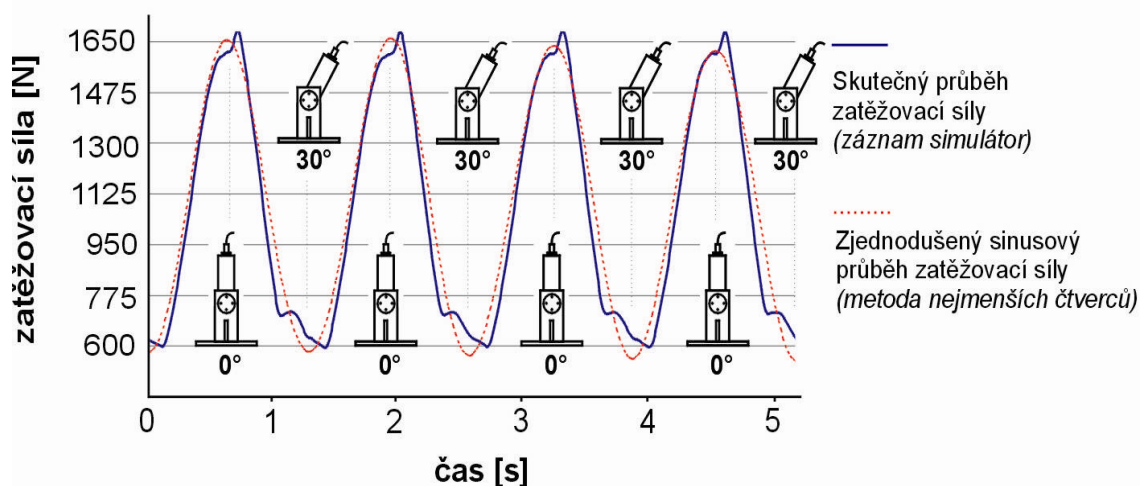 zatěžovací síla [N]
1650
1475
1300
1125
950
775
600
30°
30°
30°
30°
0°
0°
0°
0°
0
1
2
3
4
5
čas [s]
Skutečný průběh
zatěžovací síly
(záznam simulátor)
Zjednodušený sinusový
průběh zatěžovací síly
(metoda nejmenších čtverců)